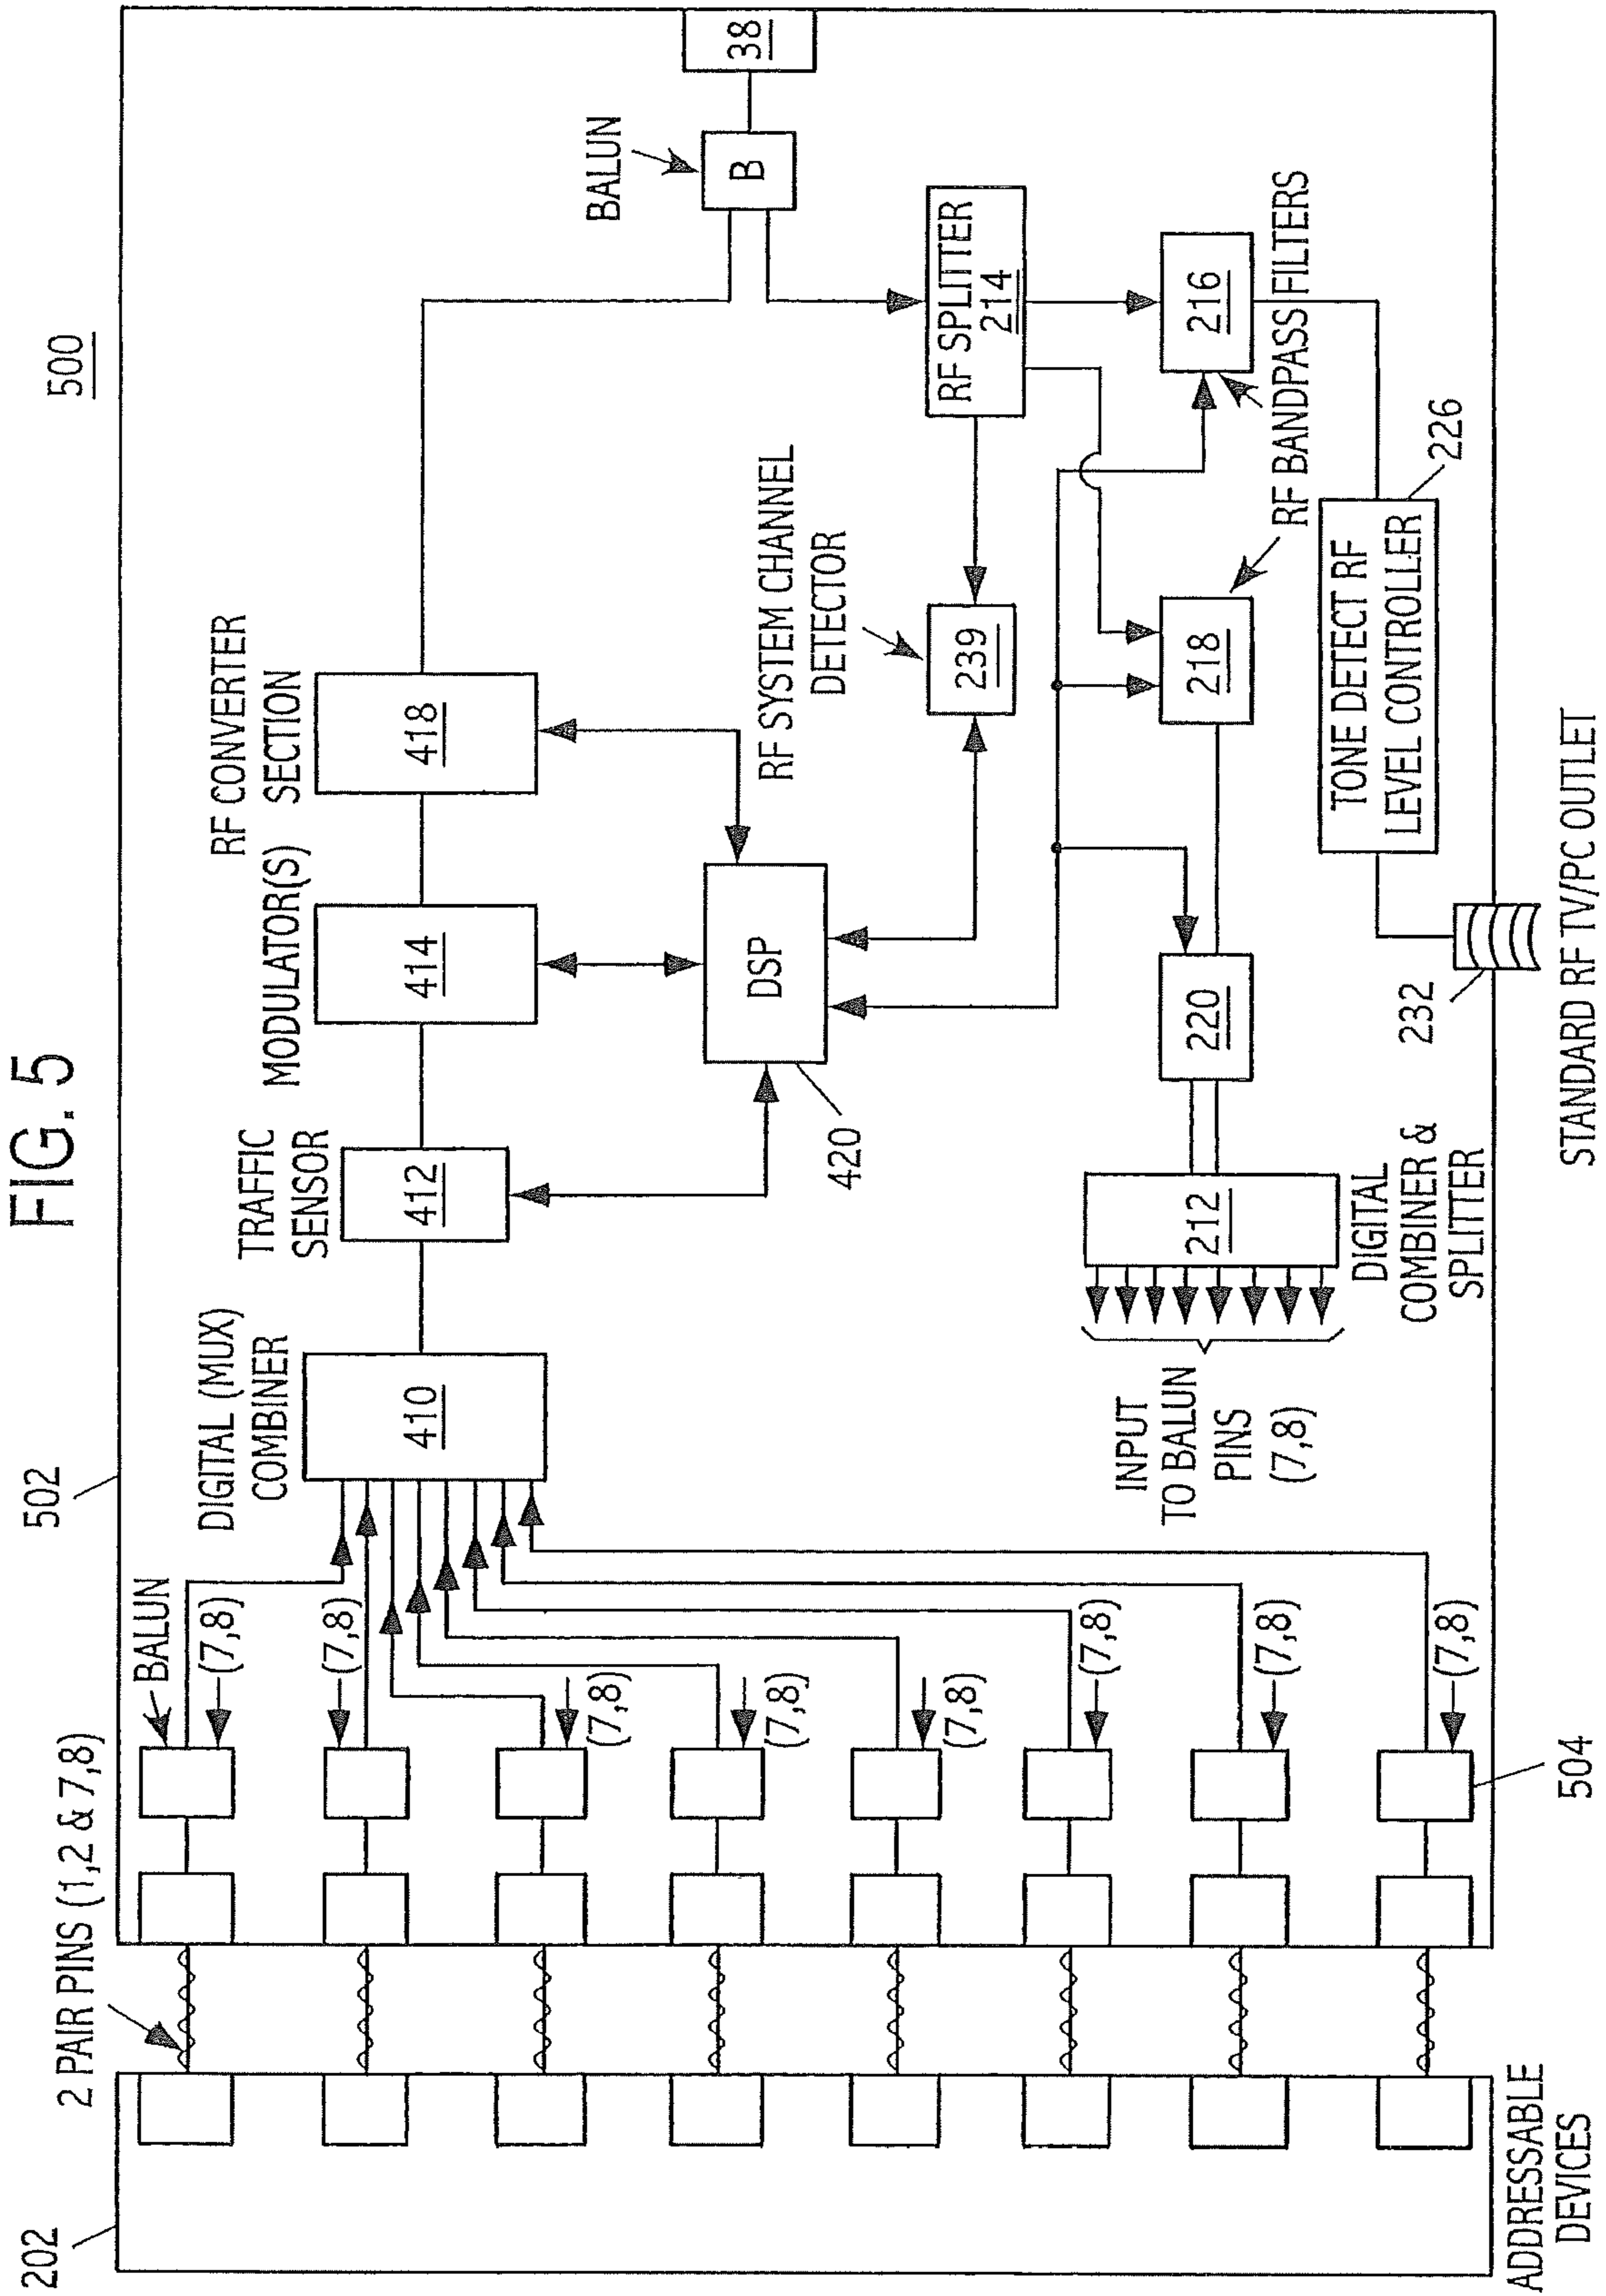 FIG. 5
500
202
2 PAIR PINS (1,2 & 7,8)
502
BALUN
(7,8)
(7,8)
(7,8)
(7,8)
(7,8)
(7,8)
(7,8)
(7,8)
504
DIGITAL (MUX)
COMBINER
410
TRAFFIC
SENSOR
412
MODULATOR(S)
414
RF CONVERTER
SECTION
418
BALUN
B
38
DSP
420
RF SYSTEM CHANNEL
DETECTOR
239
RF SPLITTER
214
216
218
RF BANDPASS FILTERS
220
212
DIGITAL
COMBINER &
SPLITTER
INPUT
TO BALUN
PINS
(7,8)
TONE DETECT RF
LEVEL CONTROLLER
226
232
STANDARD RF TV/PC OUTLET
ADDRESSABLE
DEVICES